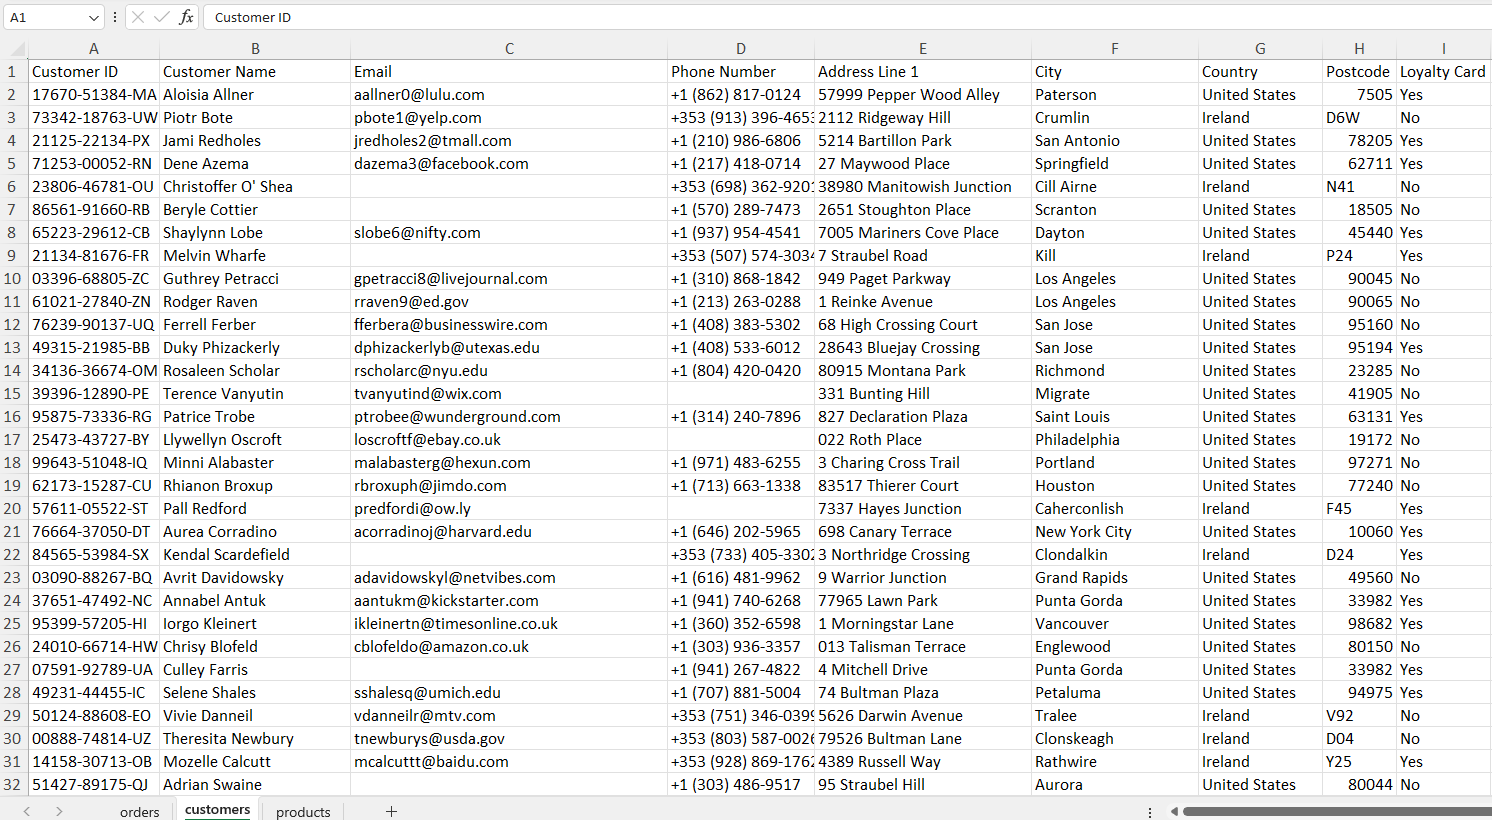 A1 fx Customer ID
A B C D E F G H I
1 Customer ID Customer Name Email Phone Number Address Line 1 City Country Postcode Loyalty Card
2 17670-51384-MA Aloisia Allner aallner0@lulu.com +1 (862) 817-0124 57999 Pepper Wood Alley Paterson United States 7505 Yes
3 73342-18763-UW Piotr Bote pbote1@yelp.com +353 (913) 396-4653 2112 Ridgeway Hill Crumlin Ireland D6W No
4 21125-22134-PX Jami Redholes jredholes2@tmall.com +1 (210) 986-6806 5214 Bartillon Park San Antonio United States 78205 Yes
5 71253-00052-RN Dene Azema dazema3@facebook.com +1 (217) 418-0714 27 Maywood Place Springfield United States 62711 Yes
6 23806-46781-OU Christoffer O' Shea +353 (698) 362-9201 38980 Manitowish Junction Cill Airne Ireland N41 No
7 86561-91660-RB Beryle Cottier +1 (570) 289-7473 2651 Stoughton Place Scranton United States 18505 No
8 65223-29612-CB Shaylynn Lobe slobe6@nifty.com +1 (937) 954-4541 7005 Mariners Cove Place Dayton United States 45440 Yes
9 21134-81676-FR Melvin Wharfe +353 (507) 574-3034 7 Straubel Road Kill Ireland P24 Yes
10 03396-68805-ZC Guthrey Petracci gpetracci8@livejournal.com +1 (310) 868-1842 949 Paget Parkway Los Angeles United States 90045 No
11 61021-27840-ZN Rodger Raven rraven9@ed.gov +1 (213) 263-0288 1 Reinke Avenue Los Angeles United States 90065 No
12 76239-90137-UQ Ferrell Ferber fferbera@businesswire.com +1 (408) 383-5302 68 High Crossing Court San Jose United States 95160 No
13 49315-21985-BB Duky Phizackerly dphizackerlyb@utexas.edu +1 (408) 533-6012 28643 Bluejay Crossing San Jose United States 95194 Yes
14 34136-36674-OM Rosaleen Scholar rscholarc@nyu.edu +1 (804) 420-0420 80915 Montana Park Richmond United States 23285 No
15 39396-12890-PE Terence Vanyutin tvanyutind@wix.com 331 Bunting Hill Migrate United States 41905 No
16 95875-73336-RG Patrice Trobe ptrobee@wunderground.com +1 (314) 240-7896 827 Declaration Plaza Saint Louis United States 63131 Yes
17 25473-43727-BY Llywellyn Oscroft loscroftf@ebay.co.uk 022 Roth Place Philadelphia United States 19172 No
18 99643-51048-IQ Minni Alabaster malabasterg@hexun.com +1 (971) 483-6255 3 Charing Cross Trail Portland United States 97271 No
19 62173-15287-CU Rhianon Broxup rbroxuph@jimdo.com +1 (713) 663-1338 83517 Thierer Court Houston United States 77240 No
20 57611-05522-ST Pall Redford predfordi@ow.ly 7337 Hayes Junction Caherconlish Ireland F45 Yes
21 76664-37050-DT Aurea Corradino acorradinoj@harvard.edu +1 (646) 202-5965 698 Canary Terrace New York City United States 10060 Yes
22 84565-53984-SX Kendal Scardefield +353 (733) 405-3302 3 Northridge Crossing Clondalkin Ireland D24 Yes
23 03090-88267-BQ Avrit Davidowsky adavidowskyl@netvibes.com +1 (616) 481-9962 9 Warrior Junction Grand Rapids United States 49560 No
24 37651-47492-NC Annabel Antuk aantukm@kickstarter.com +1 (941) 740-6268 77965 Lawn Park Punta Gorda United States 33982 Yes
25 95399-57205-HI Iorgo Kleinert ikleinertn@timesonline.co.uk +1 (360) 352-6598 1 Morningstar Lane Vancouver United States 98682 Yes
26 24010-66714-HW Chrisy Blofeld cblofeldo@amazon.co.uk +1 (303) 936-3357 013 Talisman Terrace Englewood United States 80150 No
27 07591-92789-UA Culley Farris +1 (941) 267-4822 4 Mitchell Drive Punta Gorda United States 33982 Yes
28 49231-44455-IC Selene Shales sshalesq@umich.edu +1 (707) 881-5004 74 Bultman Plaza Petaluma United States 94975 Yes
29 50124-88608-EO Vivie Danneil vdanneilr@mtv.com +353 (751) 346-0399 5626 Darwin Avenue Tralee Ireland V92 No
30 00888-74814-UZ Theresita Newbury tnewburys@usda.gov +353 (803) 587-0026 79526 Bultman Lane Clonskeagh Ireland D04 No
31 14158-30713-OB Mozelle Calcutt mcalcuttt@baidu.com +353 (928) 869-1762 4389 Russell Way Rathwire Ireland Y25 Yes
32 51427-89175-QJ Adrian Swaine +1 (303) 486-9517 95 Straubel Hill Aurora United States 80044 No
orders customers products